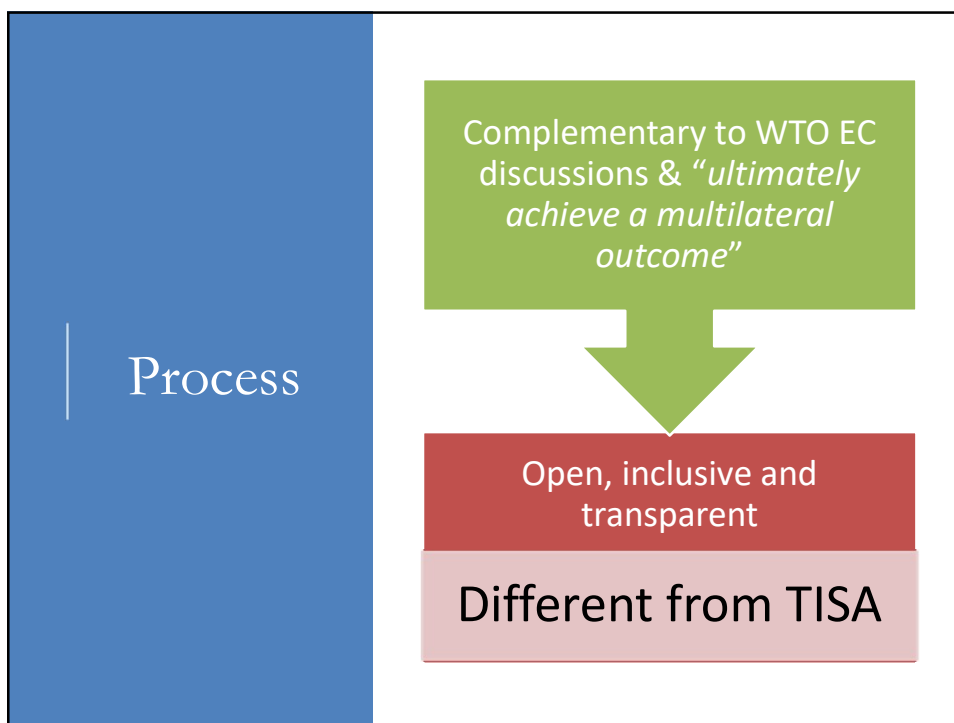 Process
Complementary to WTO EC
discussions & “ultimately
achieve a multilateral
outcome”
Open, inclusive and
transparent
Different from TISA